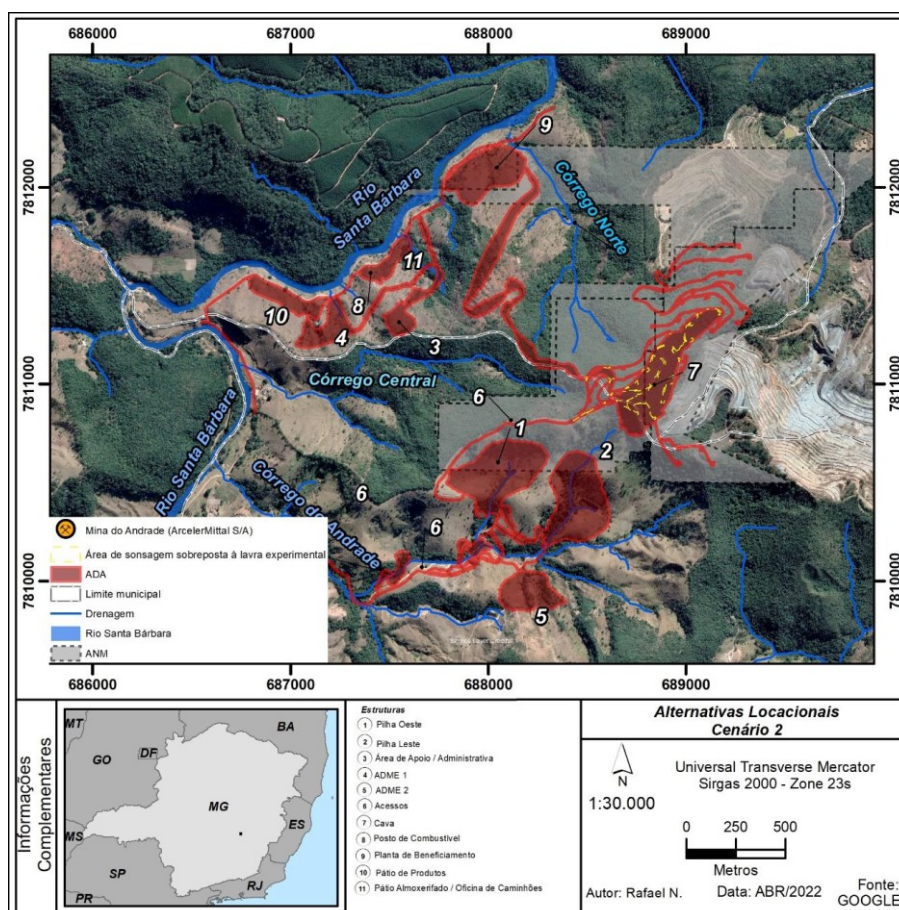 686000 687000 688000 689000
7812000 7812000
7811000 7811000
7810000 7810000
9
Rio
Santa Bárbara
Córrego Norte
11
8
10
4
3
Córrego Central
6
7
1
2
Rio Santa Bárbara
6
Córrego do Andrade
6
5
Mina do Andrade (ArcelerMittal S/A)
Área de sonsagem sobreposta à lavra experimental
ADA
Limite municipal
Drenagem
Rio Santa Bárbara
ANM
686000 687000 688000 689000
Informações
Complementares
MT
BA
GO
DF
MG
ES
MS
SP
RJ
PR
Estruturas
1 Pilha Oeste
2 Pilha Leste
3 Área de Apoio / Administrativa
4 ADME 1
5 ADME 2
6 Acessos
7 Cava
8 Posto de Combustível
9 Planta de Beneficiamento
10 Pátio de Produtos
11 Pátio Almoxerifado / Oficina de Caminhões
Alternativas Locacionais
Cenário 2
N
1:30.000
Universal Transverse Mercator
Sirgas 2000 - Zone 23s
0 250 500
Metros
Autor: Rafael N. Data: ABR/2022 Fonte:
GOOGLE